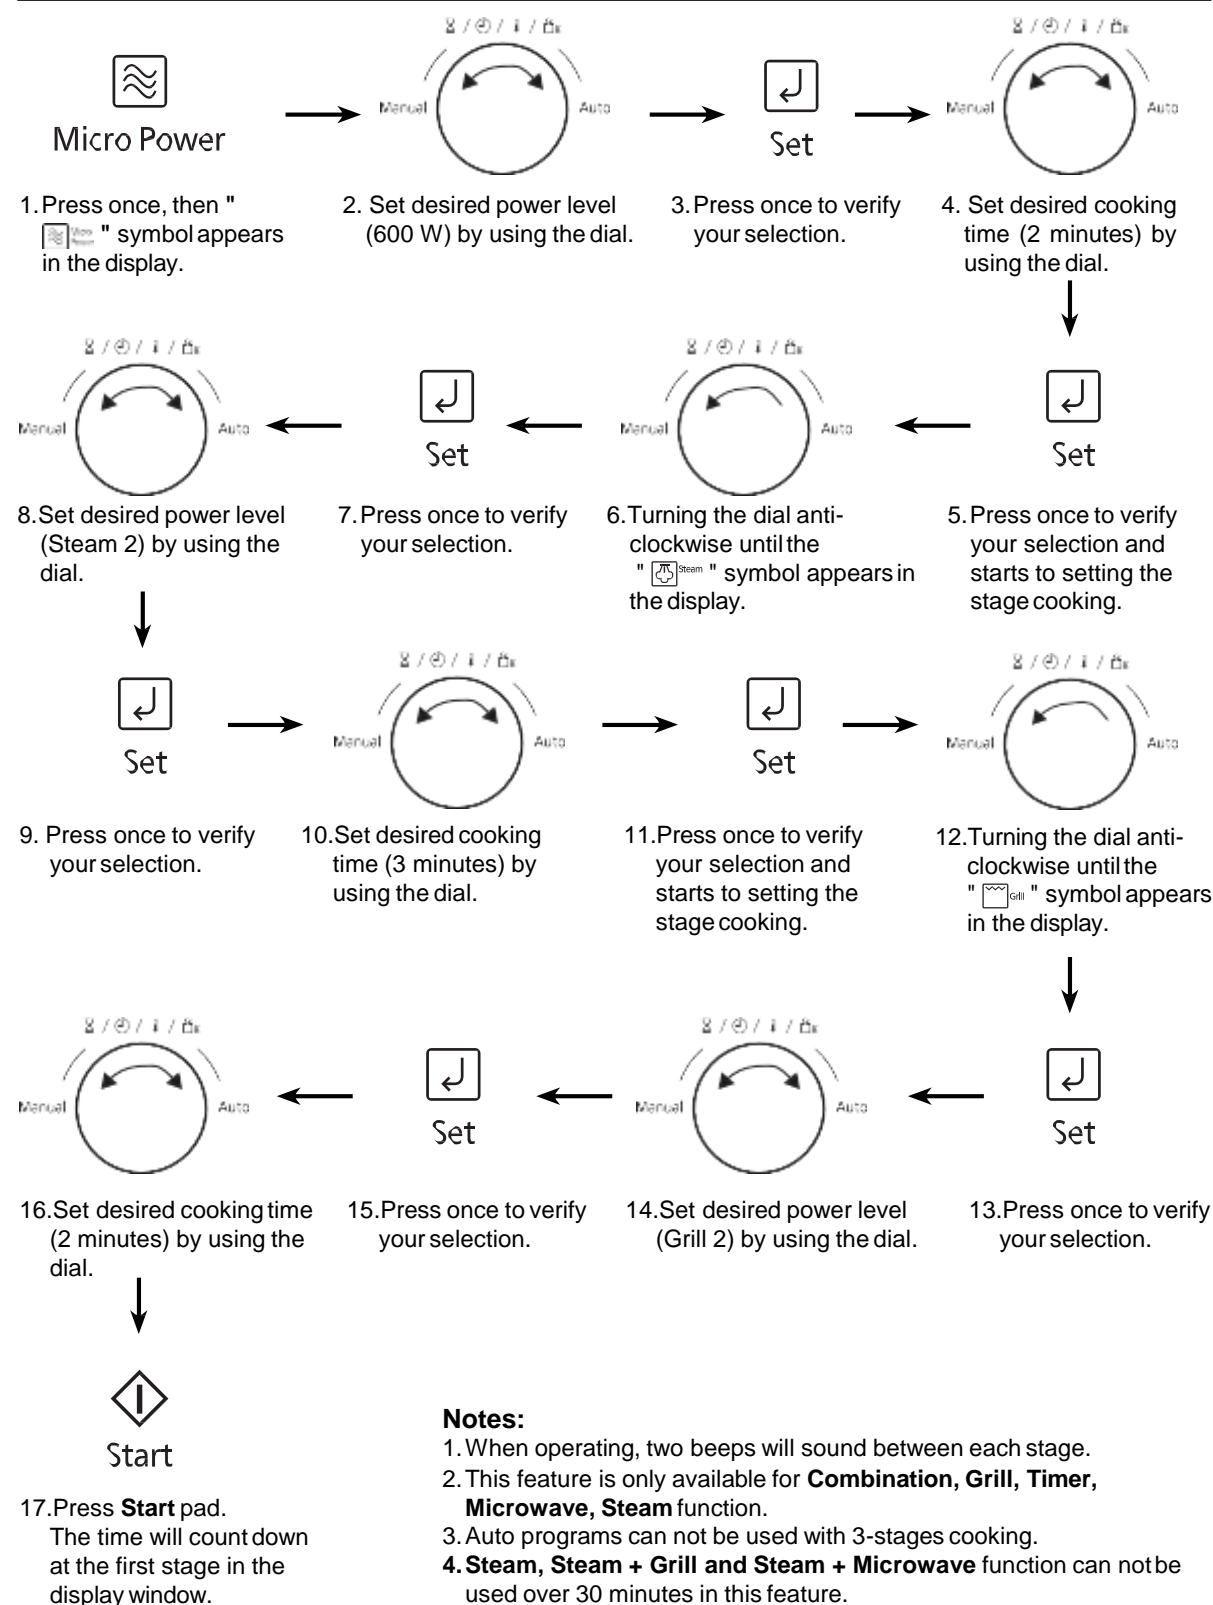 Manual
Auto
Manual
Auto
Micro Power
Set
1.Press once, then "
" symbol appears
in the display.
2. Set desired power level
(600 W) by using the dial.
3.Press once to verify
your selection.
4. Set desired cooking
time (2 minutes) by
using the dial.
Manual
Auto
Set
Manual
Auto
Set
8.Set desired power level
(Steam 2) by using the
dial.
7.Press once to verify
your selection.
6.Turning the dial anti-
clockwise until the
" Steam " symbol appears in
the display.
5.Press once to verify
your selection and
starts to setting the
stage cooking.
Set
Manual
Auto
Set
Manual
Auto
9. Press once to verify
your selection.
10.Set desired cooking
time (3 minutes) by
using the dial.
11.Press once to verify
your selection and
starts to setting the
stage cooking.
12.Turning the dial anti-
clockwise until the
" Grill " symbol appears
in the display.
Manual
Auto
Set
Manual
Auto
Set
16.Set desired cooking time
(2 minutes) by using the
dial.
15.Press once to verify
your selection.
14.Set desired power level
(Grill 2) by using the dial.
13.Press once to verify
your selection.
Start
17.Press Start pad.
The time will count down
at the first stage in the
display window.
Notes:
1.When operating, two beeps will sound between each stage.
2.This feature is only available for Combination, Grill, Timer,
Microwave, Steam function.
3.Auto programs can not be used with 3-stages cooking.
4.Steam, Steam + Grill and Steam + Microwave function can not be
used over 30 minutes in this feature.